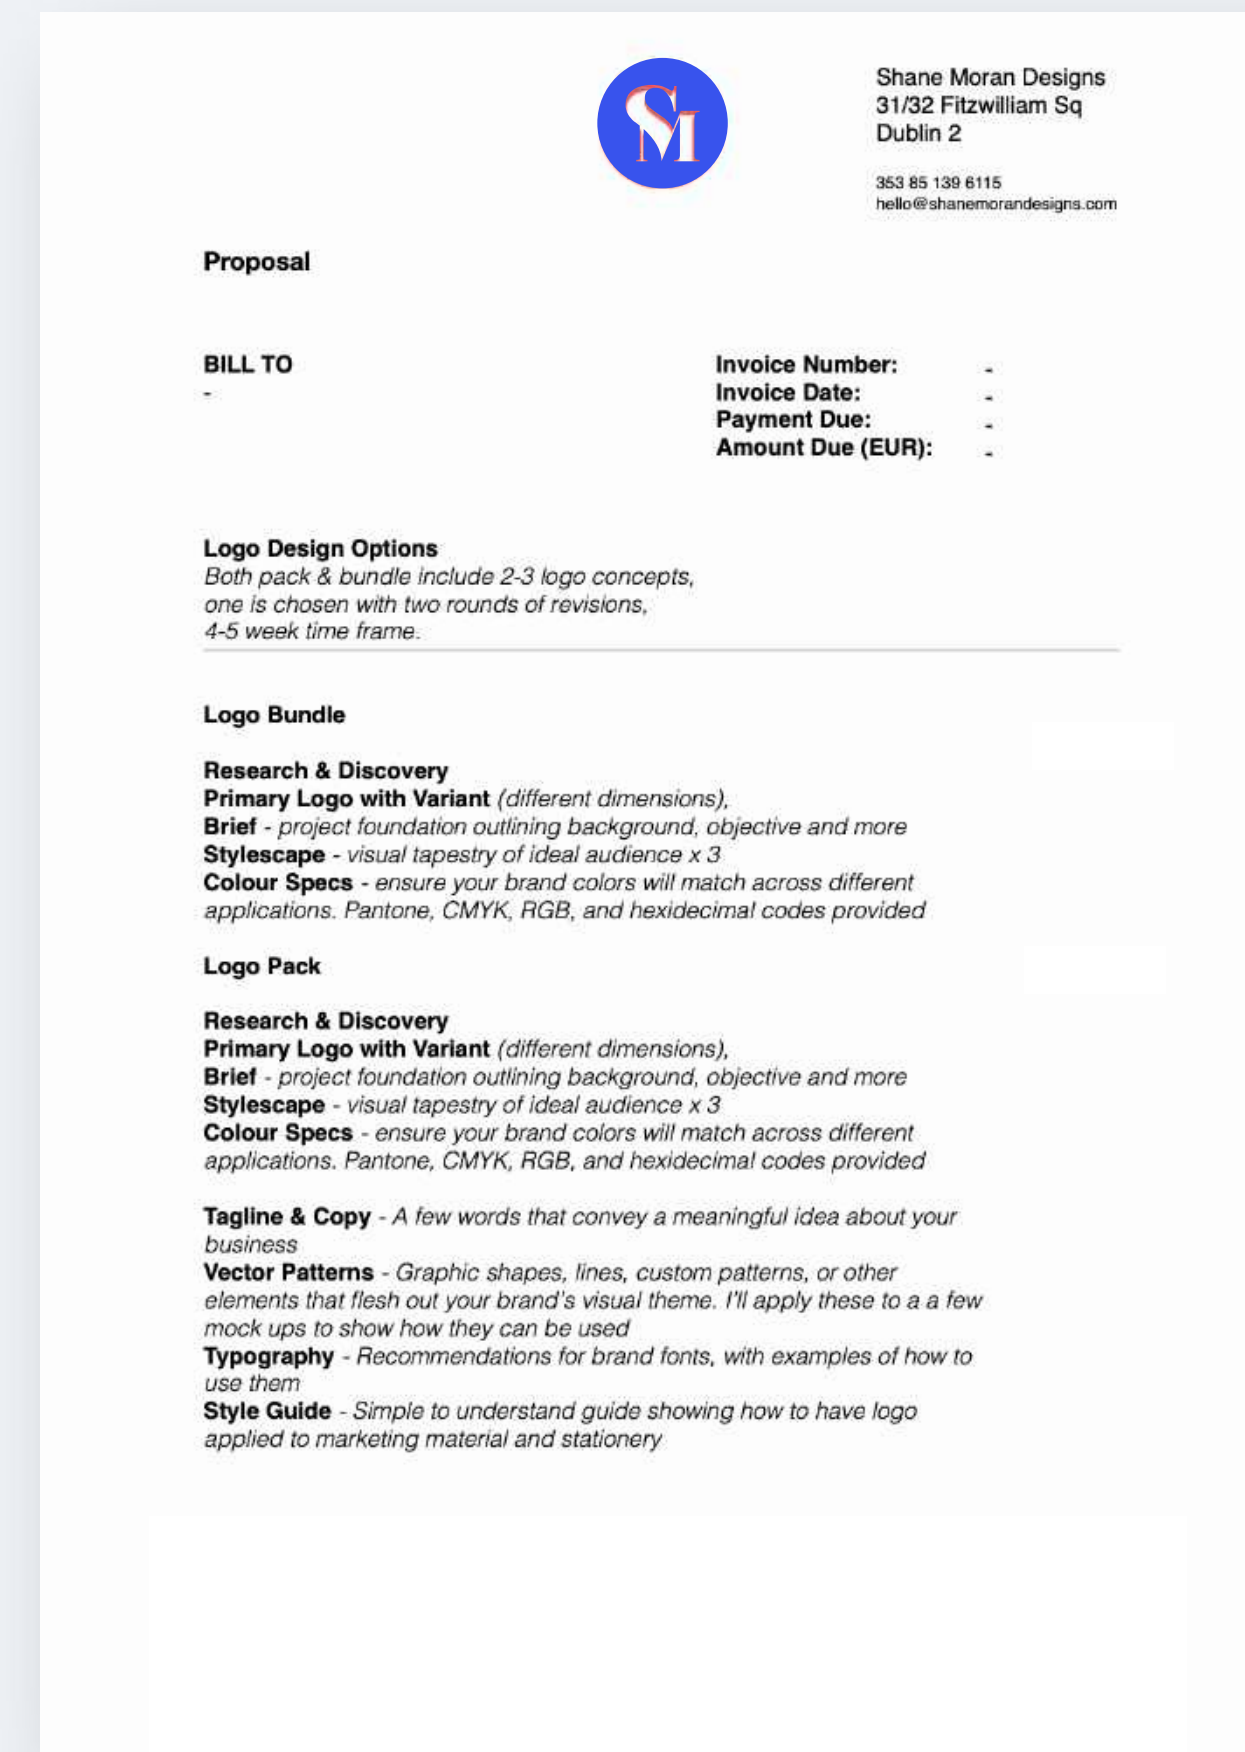 SM
Shane Moran Designs
31/32 Fitzwilliam Sq
Dublin 2
353 85 139 6115
hello@shanemorandesigns.com
Proposal
BILL TO
-
Invoice Number: -
Invoice Date: -
Payment Due: -
Amount Due (EUR): -
Logo Design Options
Both pack & bundle include 2-3 logo concepts,
one is chosen with two rounds of revisions,
4-5 week time frame.
Logo Bundle
Research & Discovery
Primary Logo with Variant (different dimensions),
Brief - project foundation outlining background, objective and more
Stylescape - visual tapestry of ideal audience x 3
Colour Specs - ensure your brand colors will match across different
applications. Pantone, CMYK, RGB, and hexidecimal codes provided
Logo Pack
Research & Discovery
Primary Logo with Variant (different dimensions),
Brief - project foundation outlining background, objective and more
Stylescape - visual tapestry of ideal audience x 3
Colour Specs - ensure your brand colors will match across different
applications. Pantone, CMYK, RGB, and hexidecimal codes provided
Tagline & Copy - A few words that convey a meaningful idea about your
business
Vector Patterns - Graphic shapes, lines, custom patterns, or other
elements that flesh out your brand's visual theme. I'll apply these to a a few
mock ups to show how they can be used
Typography - Recommendations for brand fonts, with examples of how to
use them
Style Guide - Simple to understand guide showing how to have logo
applied to marketing material and stationery